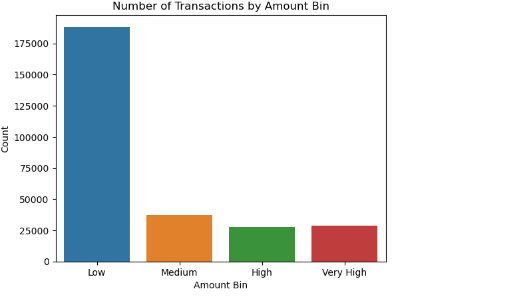 Number of Transactions by Amount Bin
175000
150000
125000
100000
75000
50000
25000
0
Count
Low Medium High Very High
Amount Bin